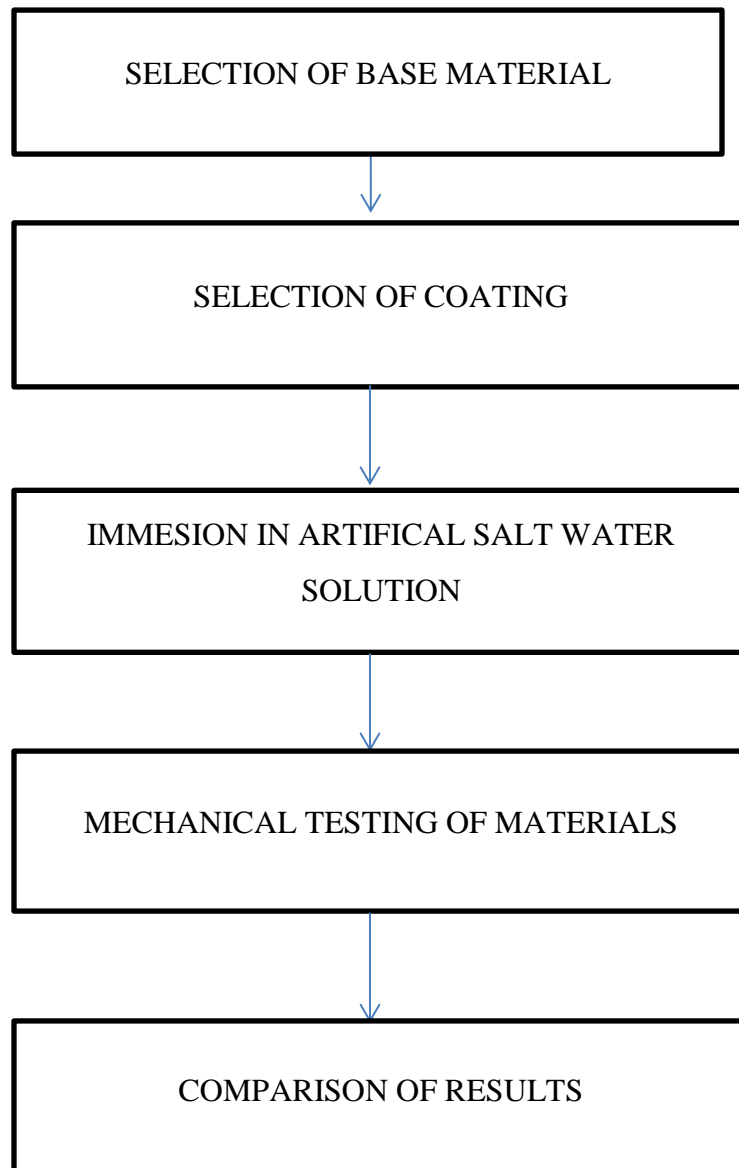 SELECTION OF BASE MATERIAL
SELECTION OF COATING
IMMESION IN ARTIFICAL SALT WATER
SOLUTION
MECHANICAL TESTING OF MATERIALS
COMPARISON OF RESULTS